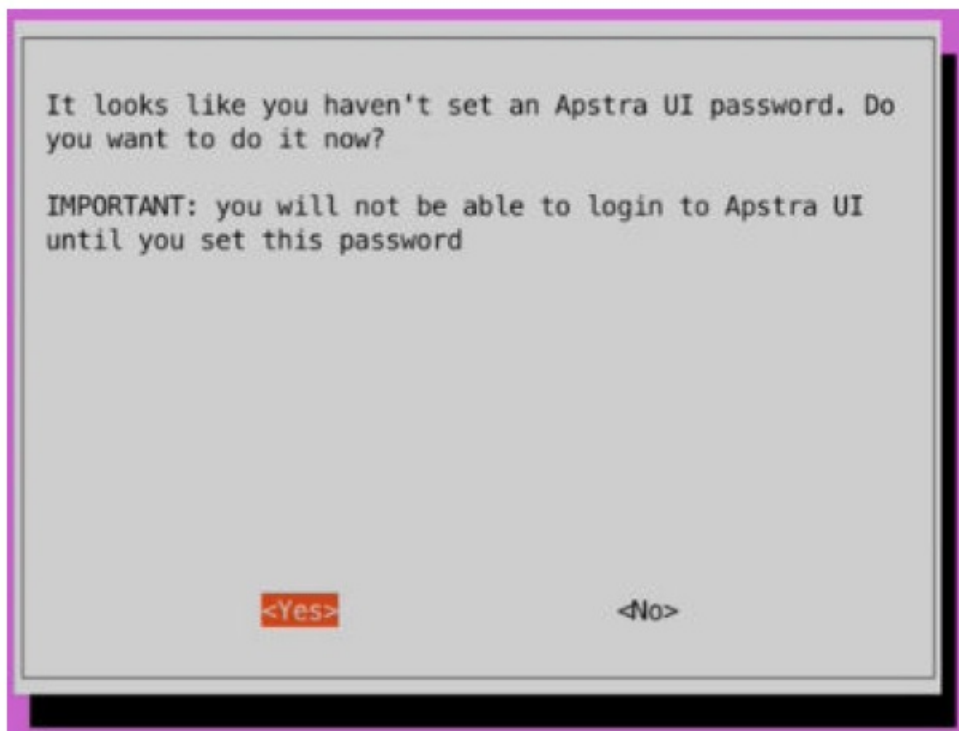 It looks like you haven't set an Apstra UI password. Do
you want to do it now?
IMPORTANT: you will not be able to login to Apstra UI
until you set this password
<Yes> <No>